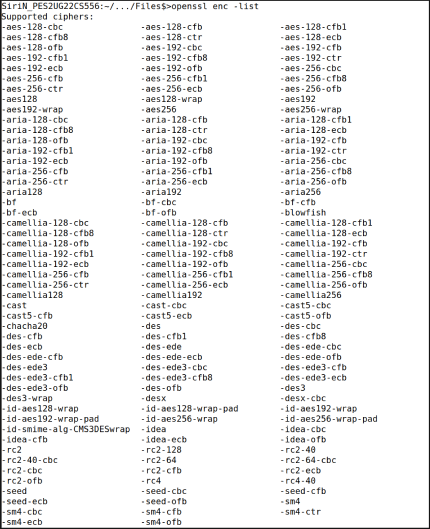 SiriN_PES2UG22CS556:~/.../Files$>openssl enc -list
Supported ciphers:
-aes-128-cbc -aes-128-cfb -aes-128-cfb1
-aes-128-cfb8 -aes-128-ctr -aes-128-ecb
-aes-128-ofb -aes-192-cbc -aes-192-cfb
-aes-192-cfb1 -aes-192-cfb8 -aes-192-ctr
-aes-192-ecb -aes-192-ofb -aes-256-cbc
-aes-256-cfb -aes-256-cfb1 -aes-256-cfb8
-aes-256-ctr -aes-256-ecb -aes-256-ofb
-aes128 -aes128-wrap -aes192
-aes192-wrap -aes256 -aes256-wrap
-aria-128-cbc -aria-128-cfb -aria-128-cfb1
-aria-128-cfb8 -aria-128-ctr -aria-128-ecb
-aria-128-ofb -aria-192-cbc -aria-192-cfb
-aria-192-cfb1 -aria-192-cfb8 -aria-192-ctr
-aria-192-ecb -aria-192-ofb -aria-256-cbc
-aria-256-cfb -aria-256-cfb1 -aria-256-cfb8
-aria-256-ctr -aria-256-ecb -aria-256-ofb
-aria128 -aria192 -aria256
-bf -bf-cbc -bf-cfb
-bf-ecb -bf-ofb -blowfish
-camellia-128-cbc -camellia-128-cfb -camellia-128-cfb1
-camellia-128-cfb8 -camellia-128-ctr -camellia-128-ecb
-camellia-128-ofb -camellia-192-cbc -camellia-192-cfb
-camellia-192-cfb1 -camellia-192-cfb8 -camellia-192-ctr
-camellia-192-ecb -camellia-192-ofb -camellia-256-cbc
-camellia-256-cfb -camellia-256-cfb1 -camellia-256-cfb8
-camellia-256-ctr -camellia-256-ecb -camellia-256-ofb
-camellia128 -camellia192 -camellia256
-cast -cast-cbc -cast5-cbc
-cast5-cfb -cast5-ecb -cast5-ofb
-chacha20 -des -des-cbc
-des-cfb -des-cfb1 -des-cfb8
-des-ecb -des-ede -des-ede-cbc
-des-ede-cfb -des-ede-ecb -des-ede-ofb
-des-ede3 -des-ede3-cbc -des-ede3-cfb
-des-ede3-cfb1 -des-ede3-cfb8 -des-ede3-ecb
-des-ede3-ofb -des-ofb -des3
-des3-wrap -desx -desx-cbc
-id-aes128-wrap -id-aes128-wrap-pad -id-aes192-wrap
-id-aes192-wrap-pad -id-aes256-wrap -id-aes256-wrap-pad
-id-smime-alg-CMS3DESwrap -idea -idea-cbc
-idea-cfb -idea-ecb -idea-ofb
-rc2 -rc2-128 -rc2-40
-rc2-40-cbc -rc2-64 -rc2-64-cbc
-rc2-cbc -rc2-cfb -rc2-ecb
-rc2-ofb -rc4 -rc4-40
-seed -seed-cbc -seed-cfb
-seed-ecb -seed-ofb -sm4
-sm4-cbc -sm4-cfb -sm4-ctr
-sm4-ecb -sm4-ofb